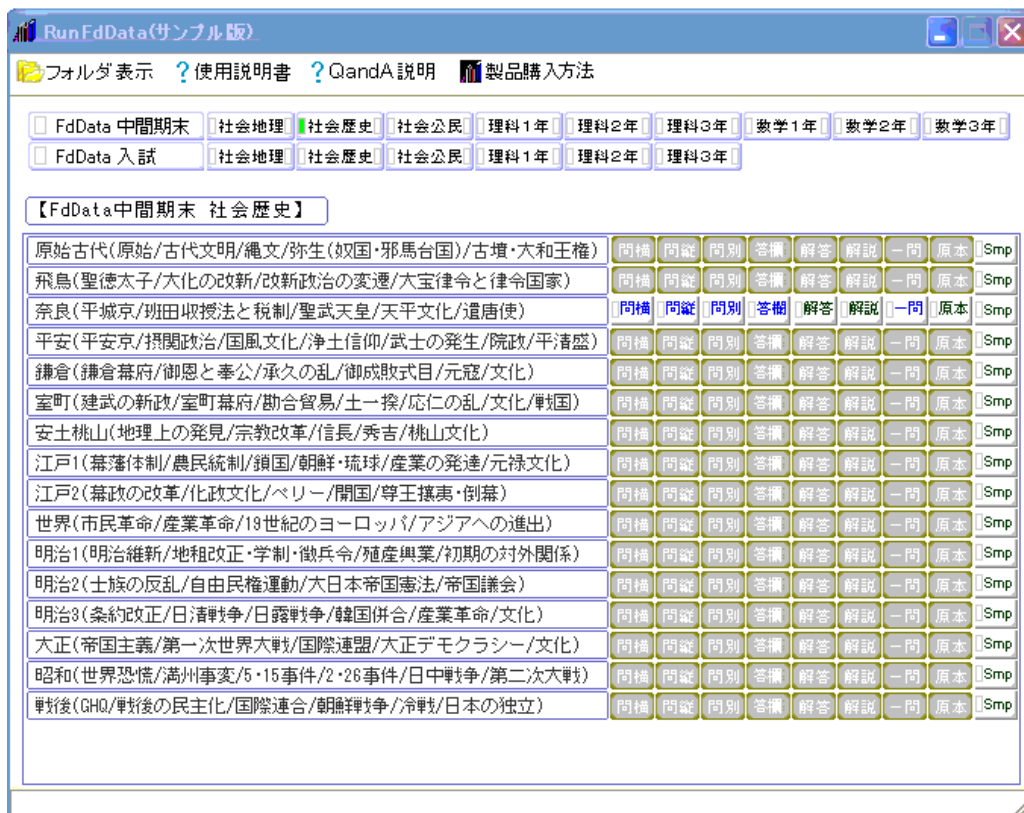 RunFdData(サンプル版)
フォルダ表示 ?使用説明書 ?QandA説明 製品購入方法
FdData 中間期末 社会地理 社会歴史 社会公民 理科1年 理科2年 理科3年 数学1年 数学2年 数学3年
FdData 入試 社会地理 社会歴史 社会公民 理科1年 理科2年 理科3年
【FdData中間期末 社会歴史】
原始古代(原始/古代文明/縄文/弥生(奴国・邪馬台国)/古墳・大和王権) 問横 問縦 問別 答欄 解答 解説 一問 原本 Smp
飛鳥(聖徳太子/大化の改新/改新政治の変遷/大宝律令と律令国家) 問横 問縦 問別 答欄 解答 解説 一問 原本 Smp
奈良(平城京/班田収授法と税制/聖武天皇/天平文化/遣唐使) 問横 問縦 問別 答欄 解答 解説 一問 原本 Smp
平安(平安京/摂関政治/国風文化/浄土信仰/武士の発生/院政/平清盛) 問横 問縦 問別 答欄 解答 解説 一問 原本 Smp
鎌倉(鎌倉幕府/御恩と奉公/承久の乱/御成敗式目/元寇/文化) 問横 問縦 問別 答欄 解答 解説 一問 原本 Smp
室町(建武の新政/室町幕府/勘合貿易/土一揆/応仁の乱/文化/戦国) 問横 問縦 問別 答欄 解答 解説 一問 原本 Smp
安土桃山(地理上の発見/宗教改革/信長/秀吉/桃山文化) 問横 問縦 問別 答欄 解答 解説 一問 原本 Smp
江戸1(幕藩体制/農民統制/鎖国/朝鮮・琉球/産業の発達/元禄文化) 問横 問縦 問別 答欄 解答 解説 一問 原本 Smp
江戸2(幕政の改革/化政文化/ペリー/開国/尊王攘夷・倒幕) 問横 問縦 問別 答欄 解答 解説 一問 原本 Smp
世界(市民革命/産業革命/19世紀のヨーロッパ/アジアへの進出) 問横 問縦 問別 答欄 解答 解説 一問 原本 Smp
明治1(明治維新/地租改正・学制・徴兵令/殖産興業/初期の対外関係) 問横 問縦 問別 答欄 解答 解説 一問 原本 Smp
明治2(士族の反乱/自由民権運動/大日本帝国憲法/帝国議会) 問横 問縦 問別 答欄 解答 解説 一問 原本 Smp
明治3(条約改正/日清戦争/日露戦争/韓国併合/産業革命/文化) 問横 問縦 問別 答欄 解答 解説 一問 原本 Smp
大正(帝国主義/第一次世界大戦/国際連盟/大正デモクラシー/文化) 問横 問縦 問別 答欄 解答 解説 一問 原本 Smp
昭和(世界恐慌/満州事変/5・15事件/2・26事件/日中戦争/第二次大戦) 問横 問縦 問別 答欄 解答 解説 一問 原本 Smp
戦後(GHQ/戦後の民主化/国際連合/朝鮮戦争/冷戦/日本の独立) 問横 問縦 問別 答欄 解答 解説 一問 原本 Smp